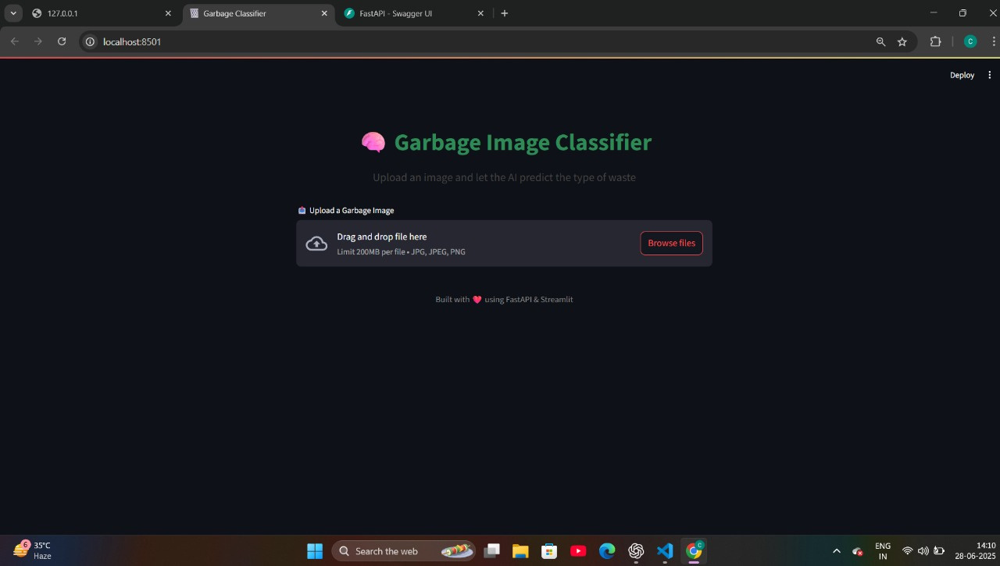 127.0.0.1
Garbage Classifier
FastAPI - Swagger UI
localhost:8501
C
Deploy
Garbage Image Classifier
Upload an image and let the AI predict the type of waste
Upload a Garbage Image
Drag and drop file here
Limit 200MB per file • JPG, JPEG, PNG
Browse files
Built with ❤️ using FastAPI & Streamlit
6
35°C
Haze
Search the web
C
ENG
IN
14:10
28-06-2025